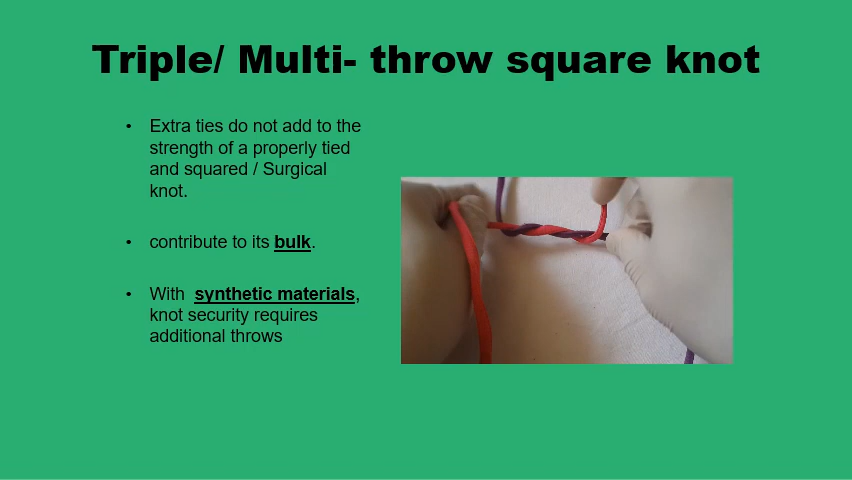 Triple/ Multi- throw square knot
• Extra ties do not add to the
strength of a properly tied
and squared / Surgical
knot.
• contribute to its bulk.
• With synthetic materials,
knot security requires
additional throws